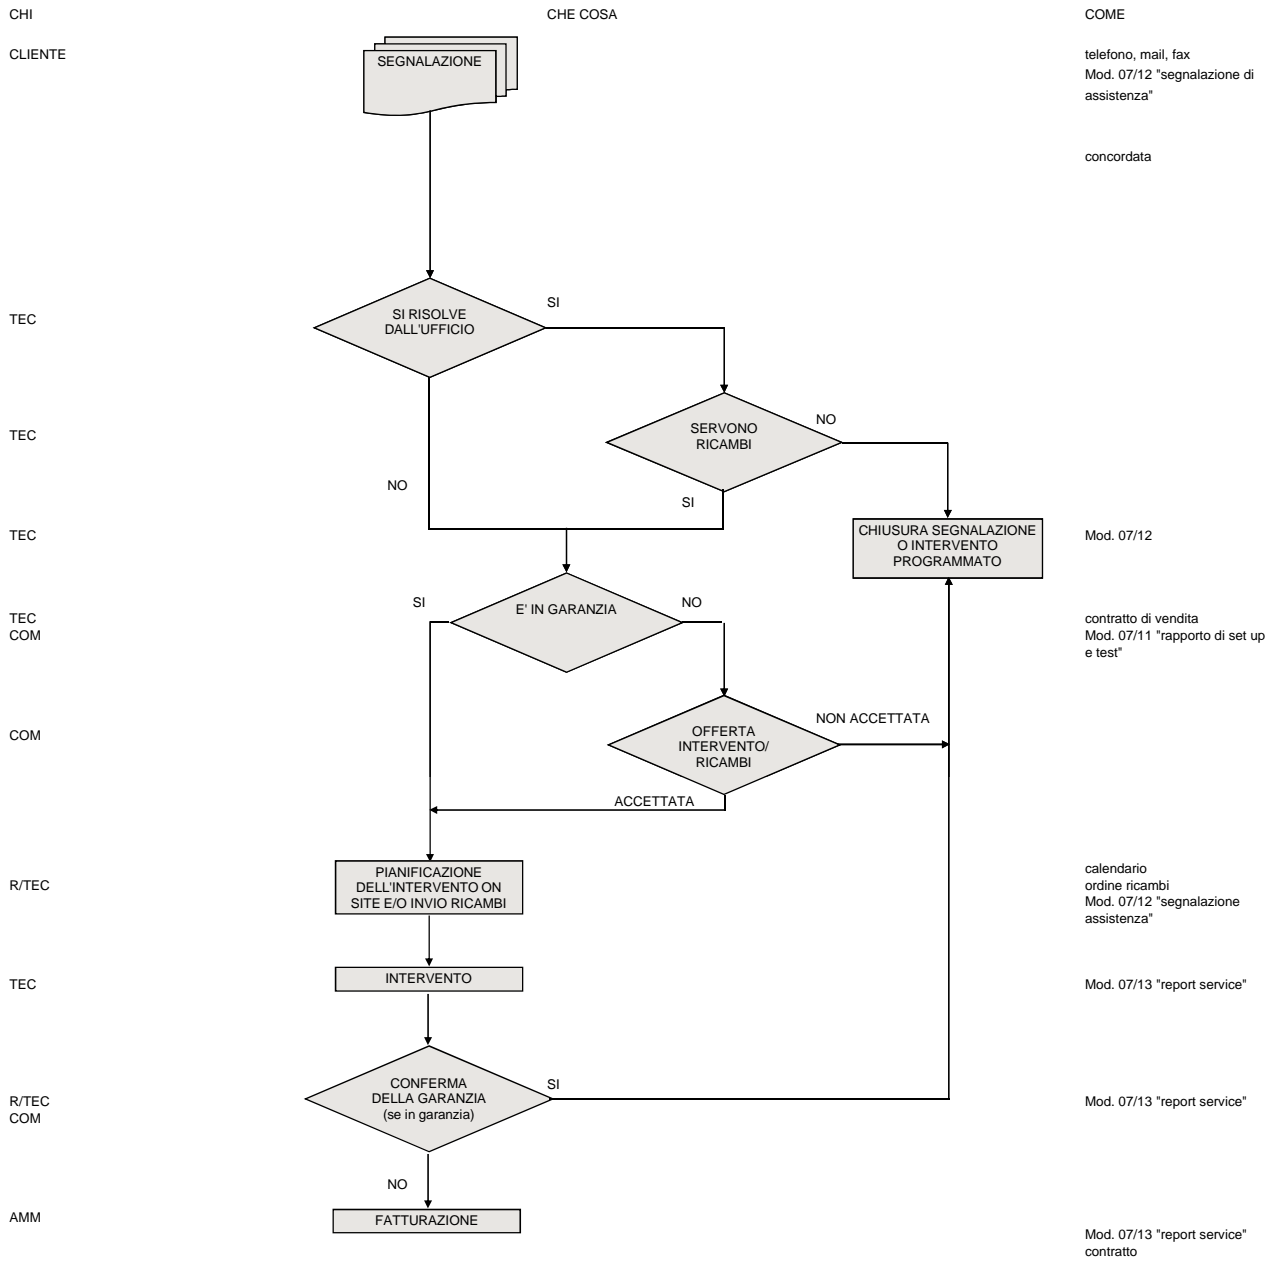 CHI
CHE COSA
COME
CLIENTE
SEGNALAZIONE
telefono, mail, fax
Mod. 07/12 "segnalazione di
assistenza"
concordata
TEC
SI RISOLVE
DALL'UFFICIO
SI
TEC
SERVONO
RICAMBI
NO
NO
SI
TEC
CHIUSURA SEGNALAZIONE
O INTERVENTO
PROGRAMMATO
Mod. 07/12
TEC
COM
SI
E' IN GARANZIA
NO
contratto di vendita
Mod. 07/11 "rapporto di set up
e test"
COM
OFFERTA
INTERVENTO/
RICAMBI
NON ACCETTATA
ACCETTATA
R/TEC
PIANIFICAZIONE
DELL'INTERVENTO ON
SITE E/O INVIO RICAMBI
calendario
ordine ricambi
Mod. 07/12 "segnalazione
assistenza"
TEC
INTERVENTO
Mod. 07/13 "report service"
R/TEC
COM
CONFERMA
DELLA GARANZIA
(se in garanzia)
SI
Mod. 07/13 "report service"
NO
AMM
FATTURAZIONE
Mod. 07/13 "report service"
contratto